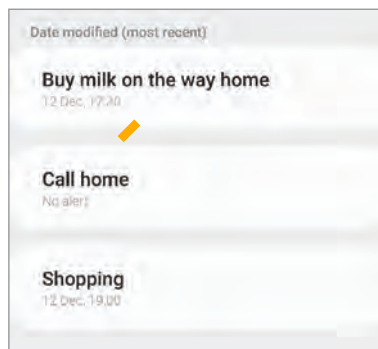 Date modified (most recent)
Buy milk on the way home
12 Dec, 17.30
Call home
No alert
Shopping
12 Dec, 19.00